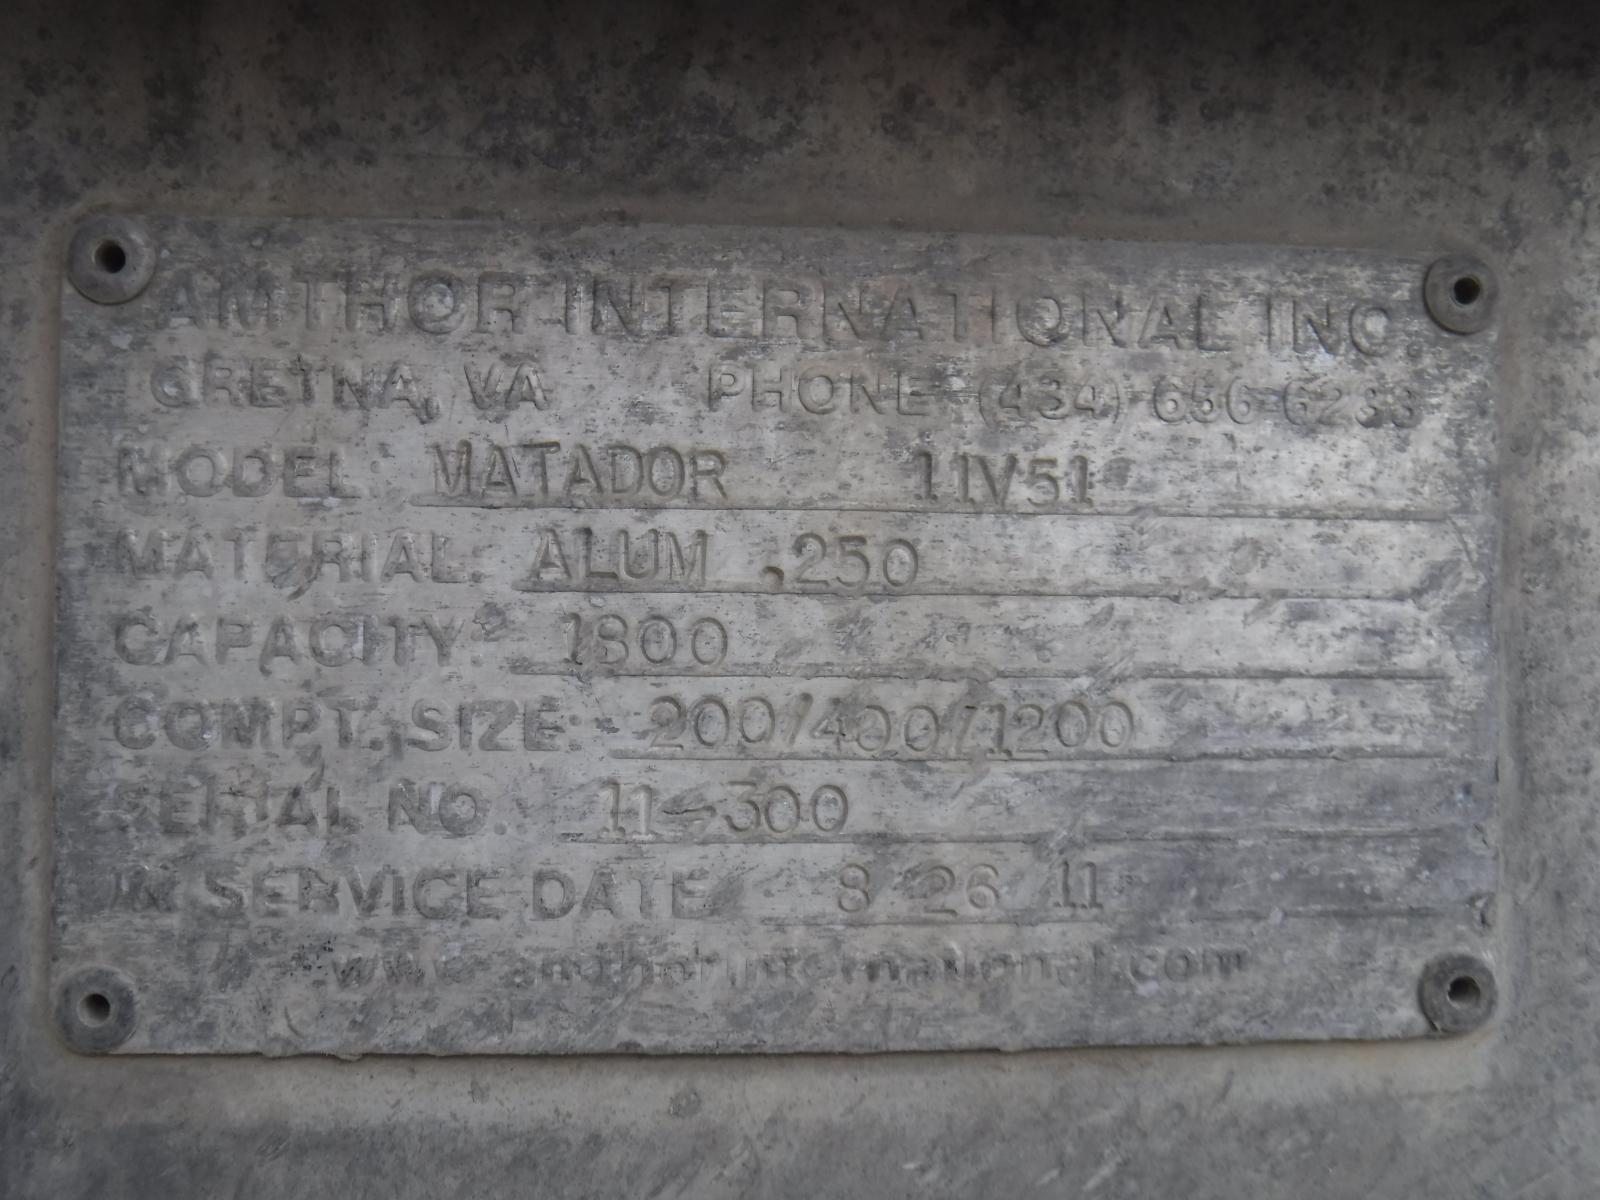 AMTHOR INTERNATIONAL INC.
GRETNA, VA PHONE (434) 656-6233
MODEL: MATADOR 11V51
MATERIAL: ALUM .250
CAPACITY: 1800
COMPT. SIZE: 200/400/1200
SERIAL NO.: 11-300
IN SERVICE DATE 8 26 11
www.amthorinternational.com